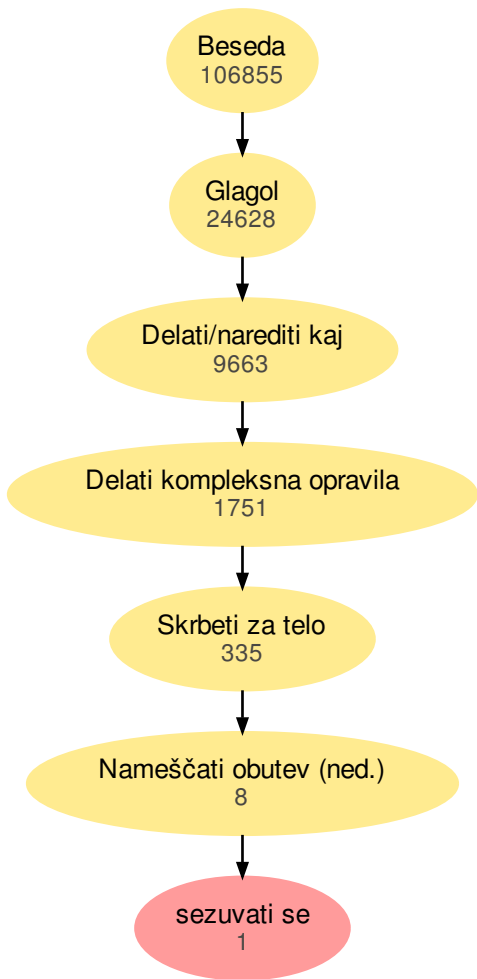 Beseda
106855
Glagol
24628
Delati/narediti kaj
9663
Delati kompleksna opravila
1751
Skrbeti za telo
335
Nameščati obutev (ned.)
8
sezuvati se
1